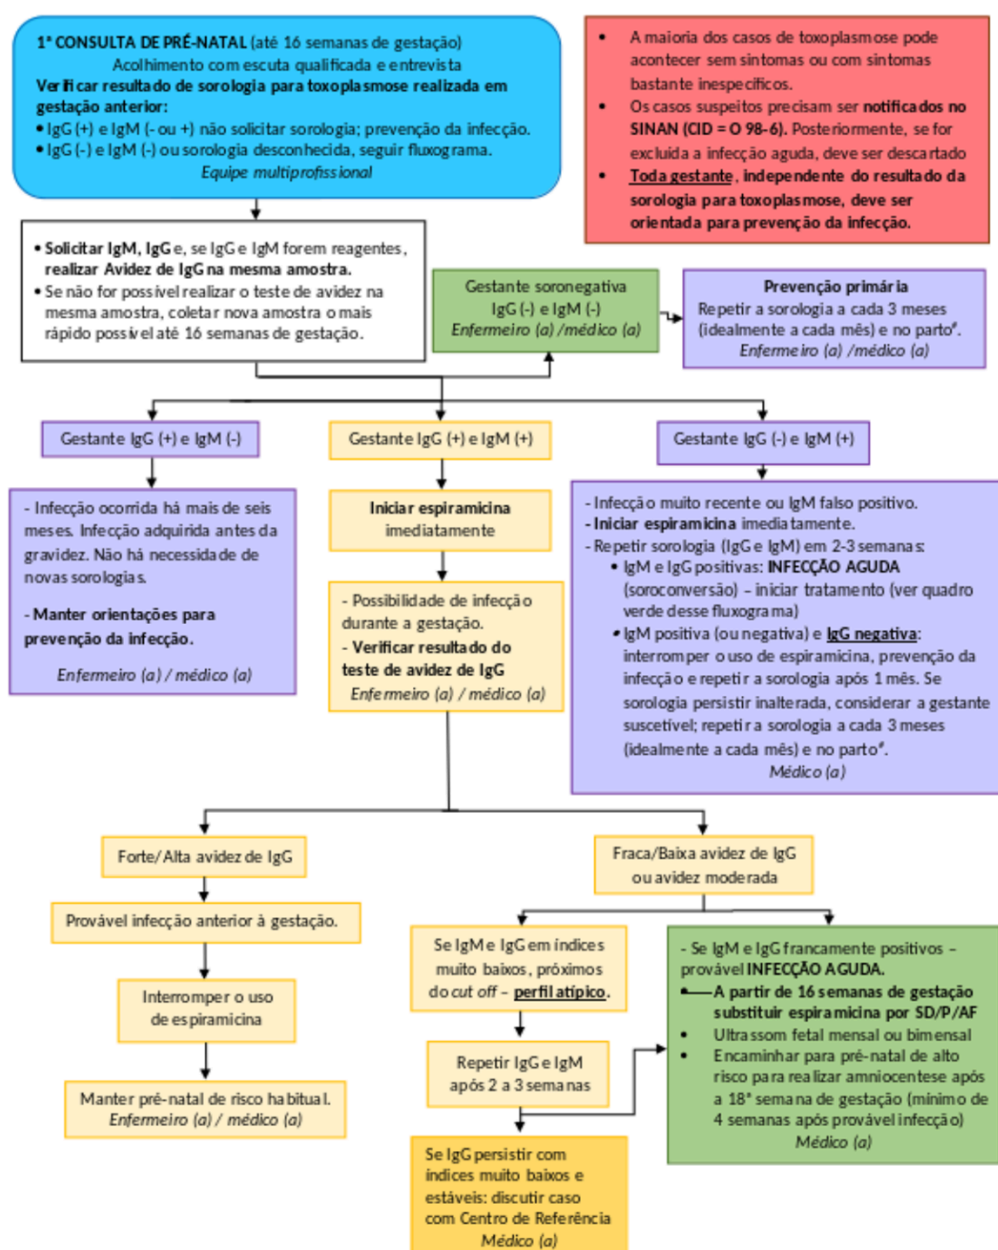 1ª CONSULTA DE PRÉ-NATAL (até 16 semanas de gestação)
Acolhimento com escuta qualificada e entrevista
Verificar resultado de sorologia para toxoplasmose realizada em
gestação anterior:
• IgG (+) e IgM (- ou +) não solicitar sorologia; prevenção da infecção.
• IgG (-) e IgM (-) ou sorologia desconhecida, seguir fluxograma.
Equipe multiprofissional
• A maioria dos casos de toxoplasmose pode
acontecer sem sintomas ou com sintomas
bastante inespecíficos.
• Os casos suspeitos precisam ser notificados no
SINAN (CID = O 98-6). Posteriormente, se for
excluída a infecção aguda, deve ser descartado
• Toda gestante, independente do resultado da
sorologia para toxoplasmose, deve ser
orientada para prevenção da infecção.
• Solicitar IgM, IgG e, se IgG e IgM forem reagentes,
realizar Avidez de IgG na mesma amostra.
• Se não for possível realizar o teste de avidez na
mesma amostra, coletar nova amostra o mais
rápido possível até 16 semanas de gestação.
Gestante soronegativa
IgG (-) e IgM (-)
Enfermeiro (a) /médico (a)
Prevenção primária
Repetir a sorologia a cada 3 meses
(idealmente a cada mês) e no parto#.
Enfermeiro (a) /médico (a)
Gestante IgG (+) e IgM (-)
Gestante IgG (+) e IgM (+)
Gestante IgG (-) e IgM (+)
- Infecção ocorrida há mais de seis
meses. Infecção adquirida antes da
gravidez. Não há necessidade de
novas sorologias.
- Manter orientações para
prevenção da infecção.
Enfermeiro (a) / médico (a)
Iniciar espiramicina
imediatamente
- Possibilidade de infecção
durante a gestação.
- Verificar resultado do
teste de avidez de IgG
Enfermeiro (a) / médico (a)
- Infecção muito recente ou IgM falso positivo.
- Iniciar espiramicina imediatamente.
- Repetir sorologia (IgG e IgM) em 2-3 semanas:
• IgM e IgG positivas: INFECÇÃO AGUDA
(soroconversão) – iniciar tratamento (ver quadro
verde desse fluxograma)
• IgM positiva (ou negativa) e IgG negativa:
interromper o uso de espiramicina, prevenção da
infecção e repetir a sorologia após 1 mês. Se
sorologia persistir inalterada, considerar a gestante
suscetível; repetir a sorologia a cada 3 meses
(idealmente a cada mês) e no parto#.
Médico (a)
Forte/Alta avidez de IgG
Provável infecção anterior à gestação.
Interromper o uso
de espiramicina
Manter pré-natal de risco habitual.
Enfermeiro (a) / médico (a)
Fraca/Baixa avidez de IgG
ou avidez moderada
Se IgM e IgG em índices
muito baixos, próximos
do cut off – perfil atípico.
Repetir IgG e IgM
após 2 a 3 semanas
Se IgG persistir com
índices muito baixos e
estáveis: discutir caso
com Centro de Referência
Médico (a)
- Se IgM e IgG francamente positivos –
provável INFECÇÃO AGUDA.
• A partir de 16 semanas de gestação
substituir espiramicina por SD/P/AF
• Ultrassom fetal mensal ou bimensal
• Encaminhar para pré-natal de alto
risco para realizar amniocentese após
a 18ª semana de gestação (mínimo de
4 semanas após provável infecção)
Médico (a)